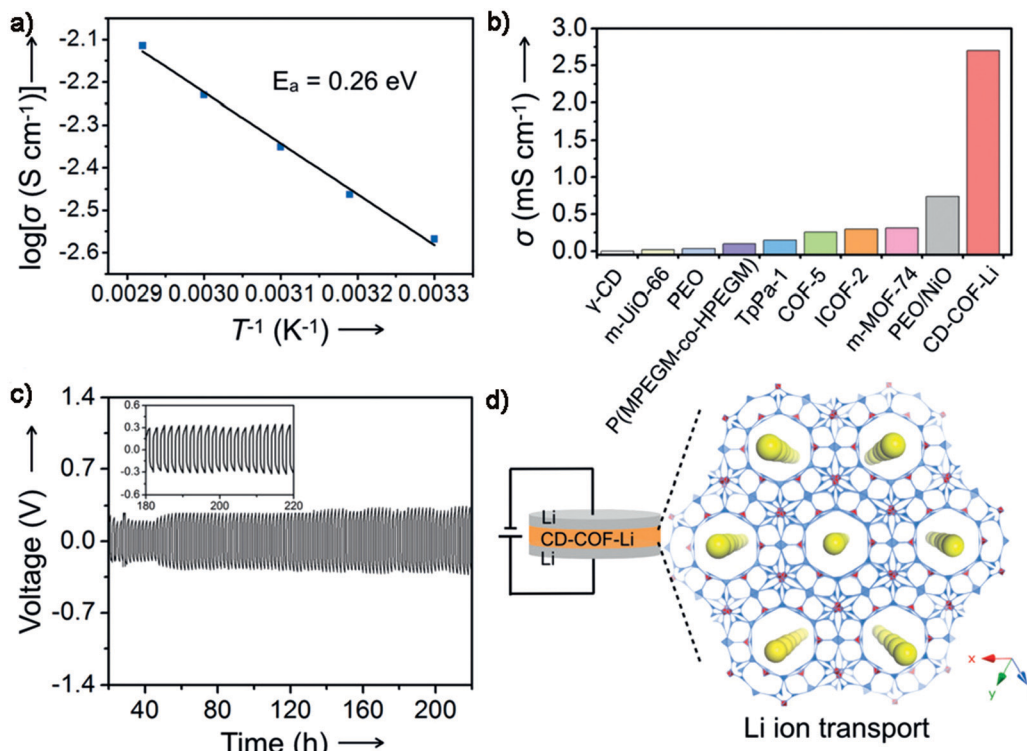 a)
log[σ (S cm⁻¹)]
-2.1
-2.2
-2.3
-2.4
-2.5
-2.6
Eₐ = 0.26 eV
0.0029 0.0030 0.0031 0.0032 0.0033
T⁻¹ (K⁻¹)
b)
σ (mS cm⁻¹)
3.0
2.5
2.0
1.5
1.0
0.5
0.0
γ-CD
m-UiO-66
PEO
P(MPEGM-co-HPEGM)
TpPa-1
COF-5
ICOF-2
m-MOF-74
PEO/NiO
CD-COF-Li
c)
Voltage (V)
1.4
0.7
0.0
-0.7
-1.4
0.6
0.3
0.0
-0.3
-0.6
180 200 220
40 80 120 160 200
Time (h)
d)
Li
CD-COF-Li
Li
x
y
Li ion transport